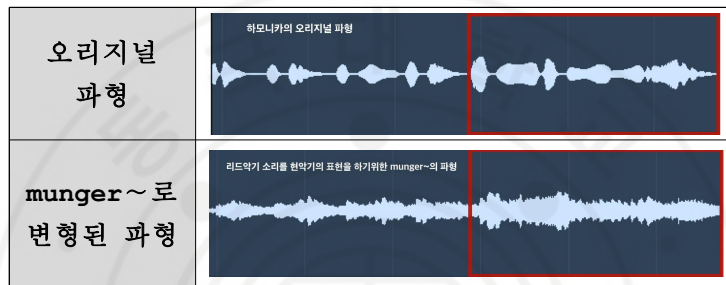 오리지널
파형
하모니카의 오리지널 파형
munger~로
변형된 파형
리드악기 소리를 현악기의 표현을 하기위한 munger~의 파형